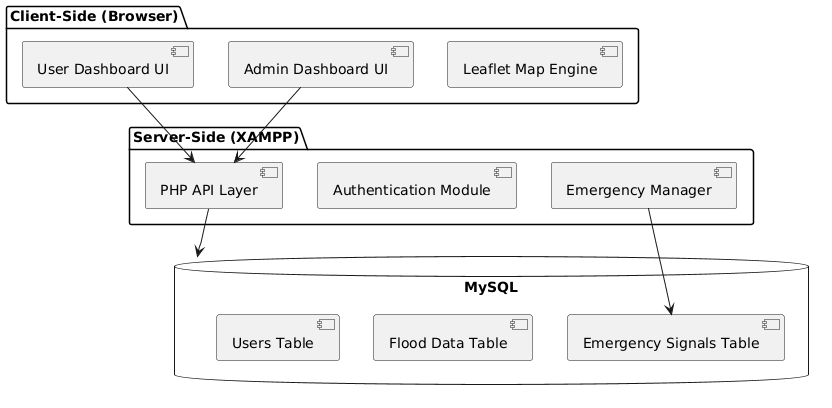 Client-Side (Browser)
User Dashboard UI
Admin Dashboard UI
Leaflet Map Engine
Server-Side (XAMPP)
PHP API Layer
Authentication Module
Emergency Manager
MySQL
Users Table
Flood Data Table
Emergency Signals Table